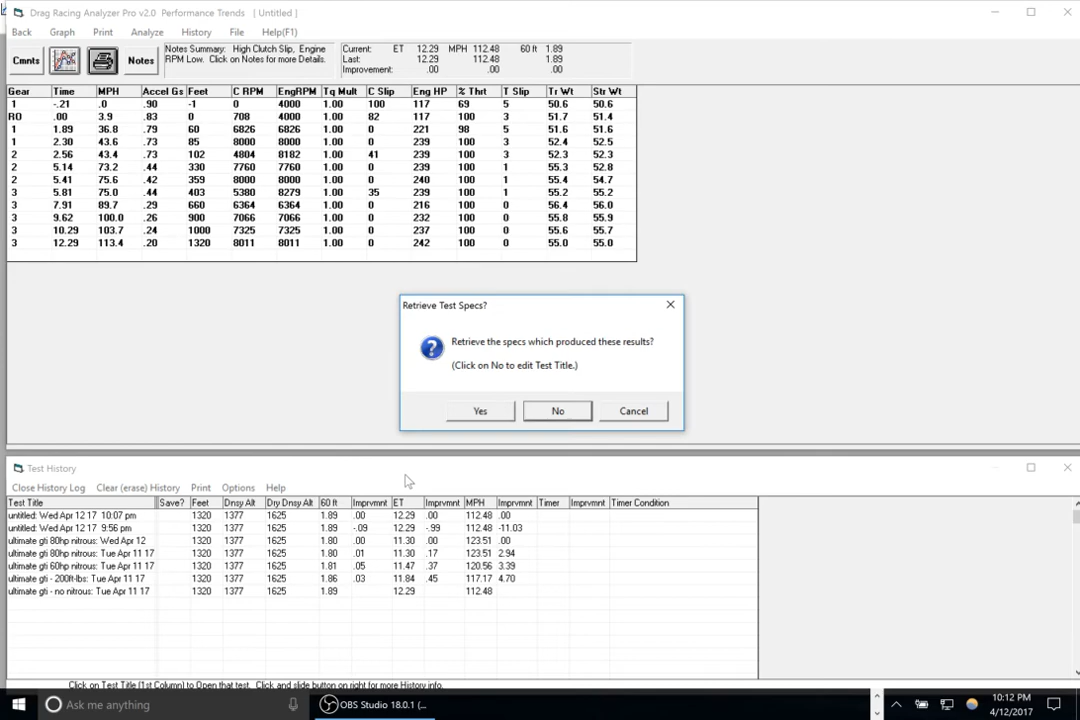 Drag Racing Analyzer Pro v2.0 Performance Trends [ Untitled ]
Back Graph Print Analyze History File Help(F1)
Cmnts Notes
Notes Summary: High Clutch Slip, Engine
RPM Low. Click on Notes for more Details.
Current: ET 12.29 MPH 112.48 60 ft 1.89
Last: 12.29 112.48 1.89
Improvement: .00 .00 .00
Gear Time MPH Accel Gs Feet C RPM EngRPM Tq Mult C Slip Eng HP % Thrt T Slip Tr Wt Str Wt
1 -.21 .0 .90 -1 0 4000 1.00 100 117 69 5 50.6 50.6
RO .00 3.9 .83 0 708 4000 1.00 82 117 100 3 51.7 51.4
1 1.89 36.8 .79 60 6826 6826 1.00 0 221 98 5 51.6 51.6
1 2.30 43.6 .73 85 8000 8000 1.00 0 239 100 3 52.4 52.5
2 2.56 43.4 .73 102 4804 8182 1.00 41 239 100 3 52.3 52.3
2 5.14 73.2 .44 330 7760 7760 1.00 0 239 100 1 55.3 52.8
2 5.41 75.6 .42 359 8000 8000 1.00 0 240 100 1 55.4 54.7
3 5.81 75.0 .44 403 5380 8279 1.00 35 239 100 1 55.2 55.2
3 7.91 89.7 .29 660 6364 6364 1.00 0 216 100 0 56.4 56.0
3 9.62 100.0 .26 900 7066 7066 1.00 0 232 100 0 55.8 55.9
3 10.29 103.7 .24 1000 7325 7325 1.00 0 237 100 0 55.6 55.7
3 12.29 113.4 .20 1320 8011 8011 1.00 0 242 100 0 55.0 55.0
Retrieve Test Specs?
Retrieve the specs which produced these results?
(Click on No to edit Test Title.)
Yes No Cancel
Test History
Close History Log Clear (erase) History Print Options Help
Test Title Save? Feet Dnsy Alt Dry Dnsy Alt 60 ft Imprvmnt ET Imprvmnt MPH Imprvmnt Timer Imprvmnt Timer Condition
untitled: Wed Apr 12 17 10:07 pm 1320 1377 1625 1.89 .00 12.29 .00 112.48 .00
untitled: Wed Apr 12 17 9:56 pm 1320 1377 1625 1.89 -.09 12.29 -.99 112.48 -11.03
ultimate gti 80hp nitrous: Wed Apr 12 1320 1377 1625 1.80 .00 11.30 .00 123.51 .00
ultimate gti 80hp nitrous: Tue Apr 11 17 1320 1377 1625 1.80 .01 11.30 .17 123.51 2.94
ultimate gti 60hp nitrous: Tue Apr 11 17 1320 1377 1625 1.81 .05 11.47 .37 120.56 3.39
ultimate gti - 200ft-lbs: Tue Apr 11 17 1320 1377 1625 1.86 .03 11.84 .45 117.17 4.70
ultimate gti - no nitrous: Tue Apr 11 17 1320 1377 1625 1.89 12.29 112.48
Click on Test Title (1st Column) to Open that test. Click and slide button on right for more History info.
Ask me anything OBS Studio 18.0.1 (... 10:12 PM
4/12/2017